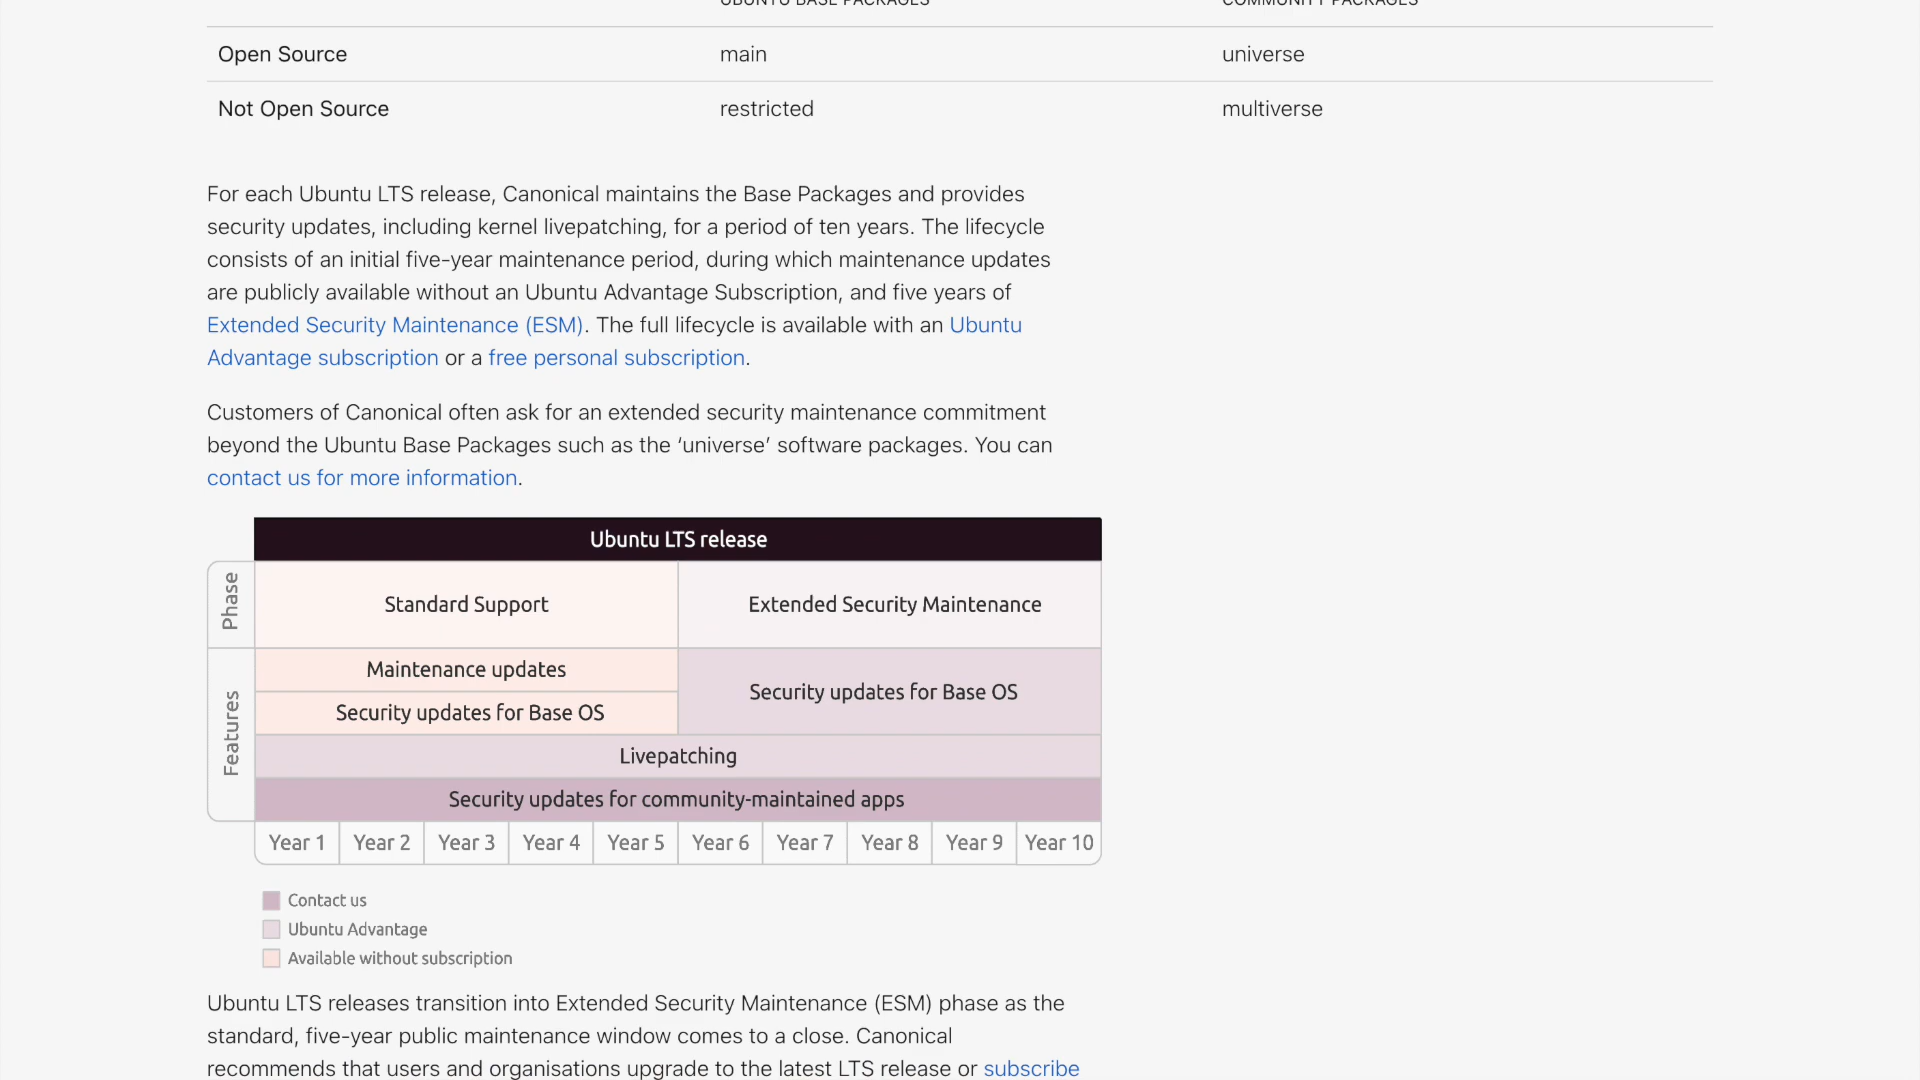 UBUNTU BASE PACKAGES COMMUNITY PACKAGES
Open Source main universe
Not Open Source restricted multiverse
For each Ubuntu LTS release, Canonical maintains the Base Packages and provides
security updates, including kernel livepatching, for a period of ten years. The lifecycle
consists of an initial five-year maintenance period, during which maintenance updates
are publicly available without an Ubuntu Advantage Subscription, and five years of
Extended Security Maintenance (ESM). The full lifecycle is available with an Ubuntu
Advantage subscription or a free personal subscription.
Customers of Canonical often ask for an extended security maintenance commitment
beyond the Ubuntu Base Packages such as the ‘universe’ software packages. You can
contact us for more information.
Ubuntu LTS release
Phase
Standard Support
Extended Security Maintenance
Features
Maintenance updates
Security updates for Base OS
Security updates for Base OS
Livepatching
Security updates for community-maintained apps
Year 1 Year 2 Year 3 Year 4 Year 5 Year 6 Year 7 Year 8 Year 9 Year 10
Contact us
Ubuntu Advantage
Available without subscription
Ubuntu LTS releases transition into Extended Security Maintenance (ESM) phase as the
standard, five-year public maintenance window comes to a close. Canonical
recommends that users and organisations upgrade to the latest LTS release or subscribe